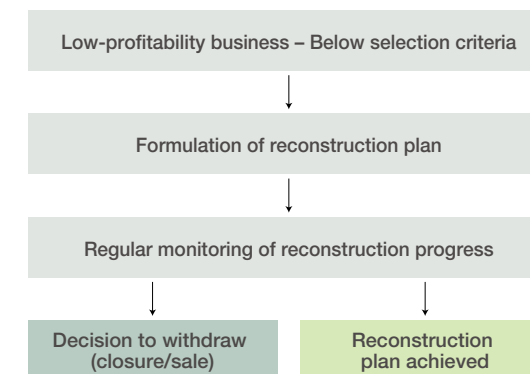 Low-profitability business – Below selection criteria
Formulation of reconstruction plan
Regular monitoring of reconstruction progress
Decision to withdraw
(closure/sale)
Reconstruction
plan achieved